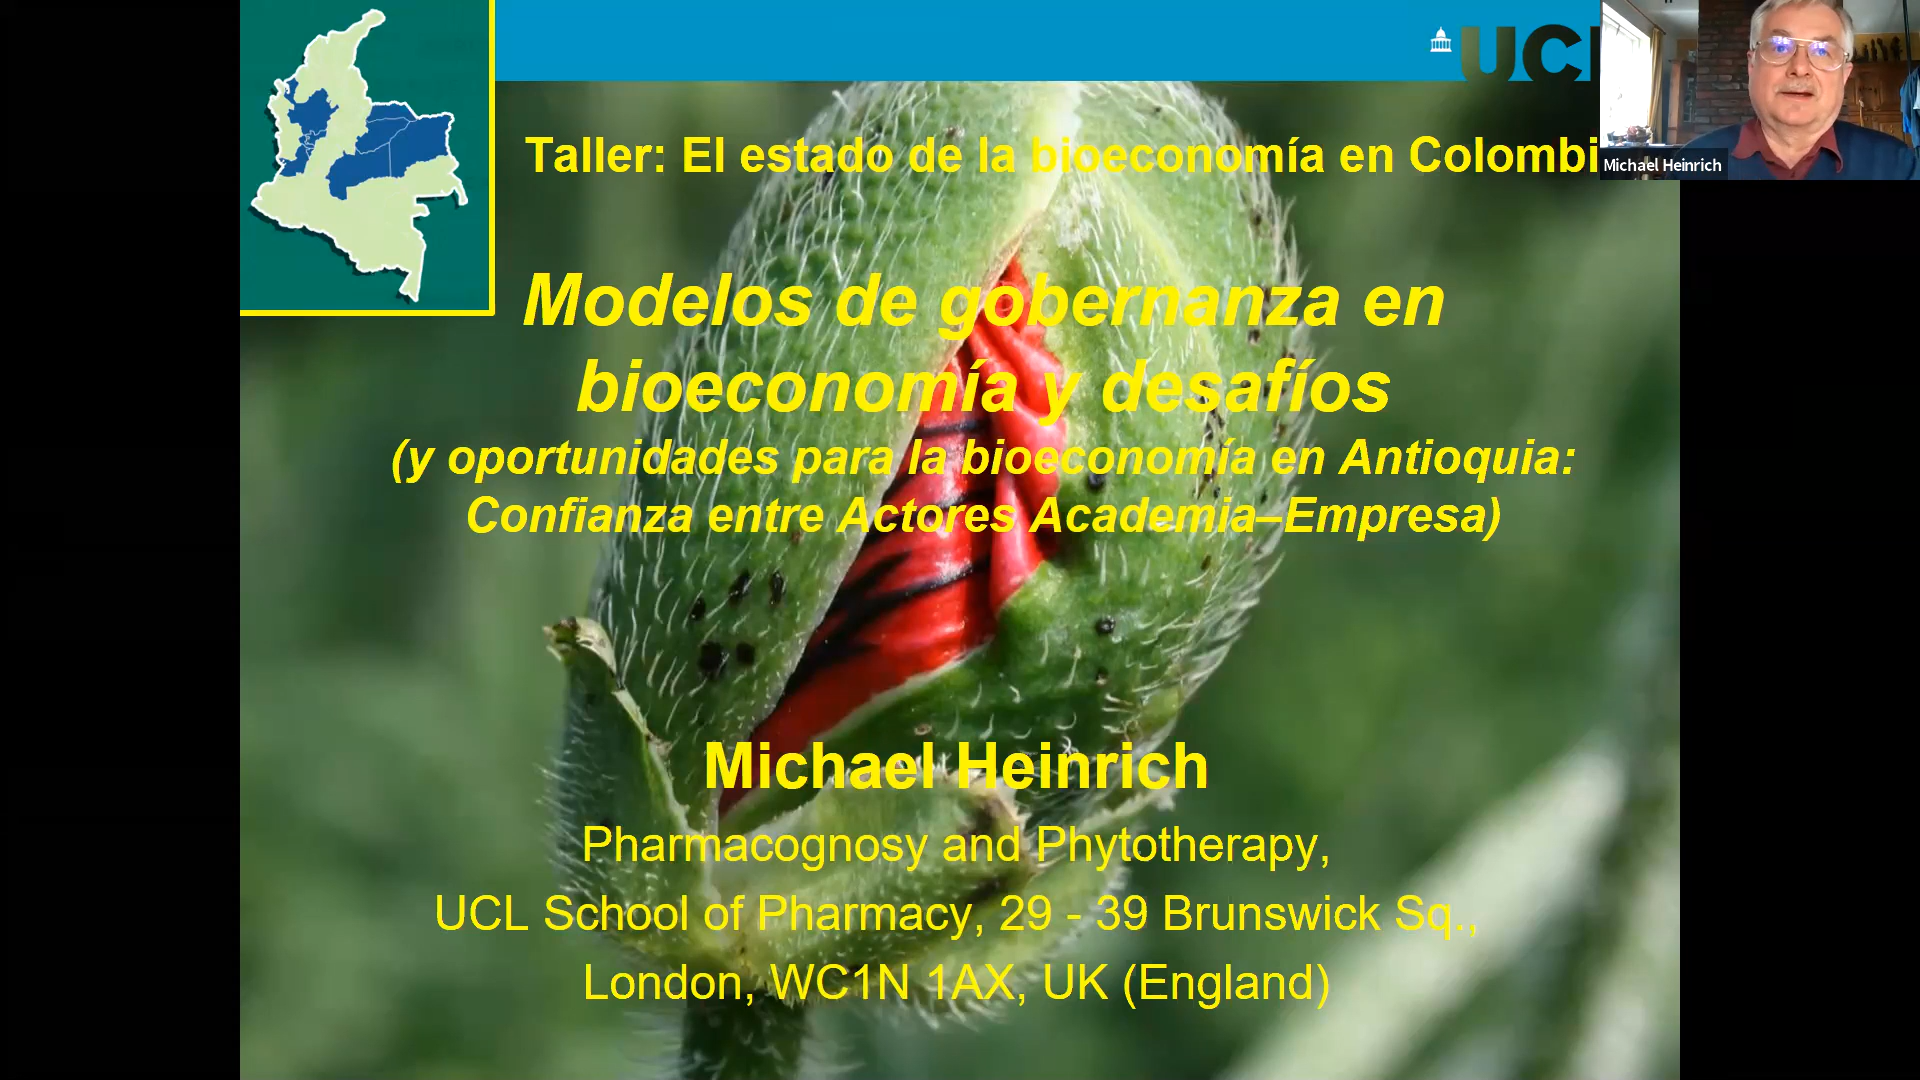 UCL
Taller: El estado de la bioeconomía en Colombi
Michael Heinrich
Modelos de gobernanza en
bioeconomía y desafíos
(y oportunidades para la bioeconomía en Antioquia:
Confianza entre Actores Academia–Empresa)
Michael Heinrich
Pharmacognosy and Phytotherapy,
UCL School of Pharmacy, 29 - 39 Brunswick Sq.,
London, WC1N 1AX, UK (England)